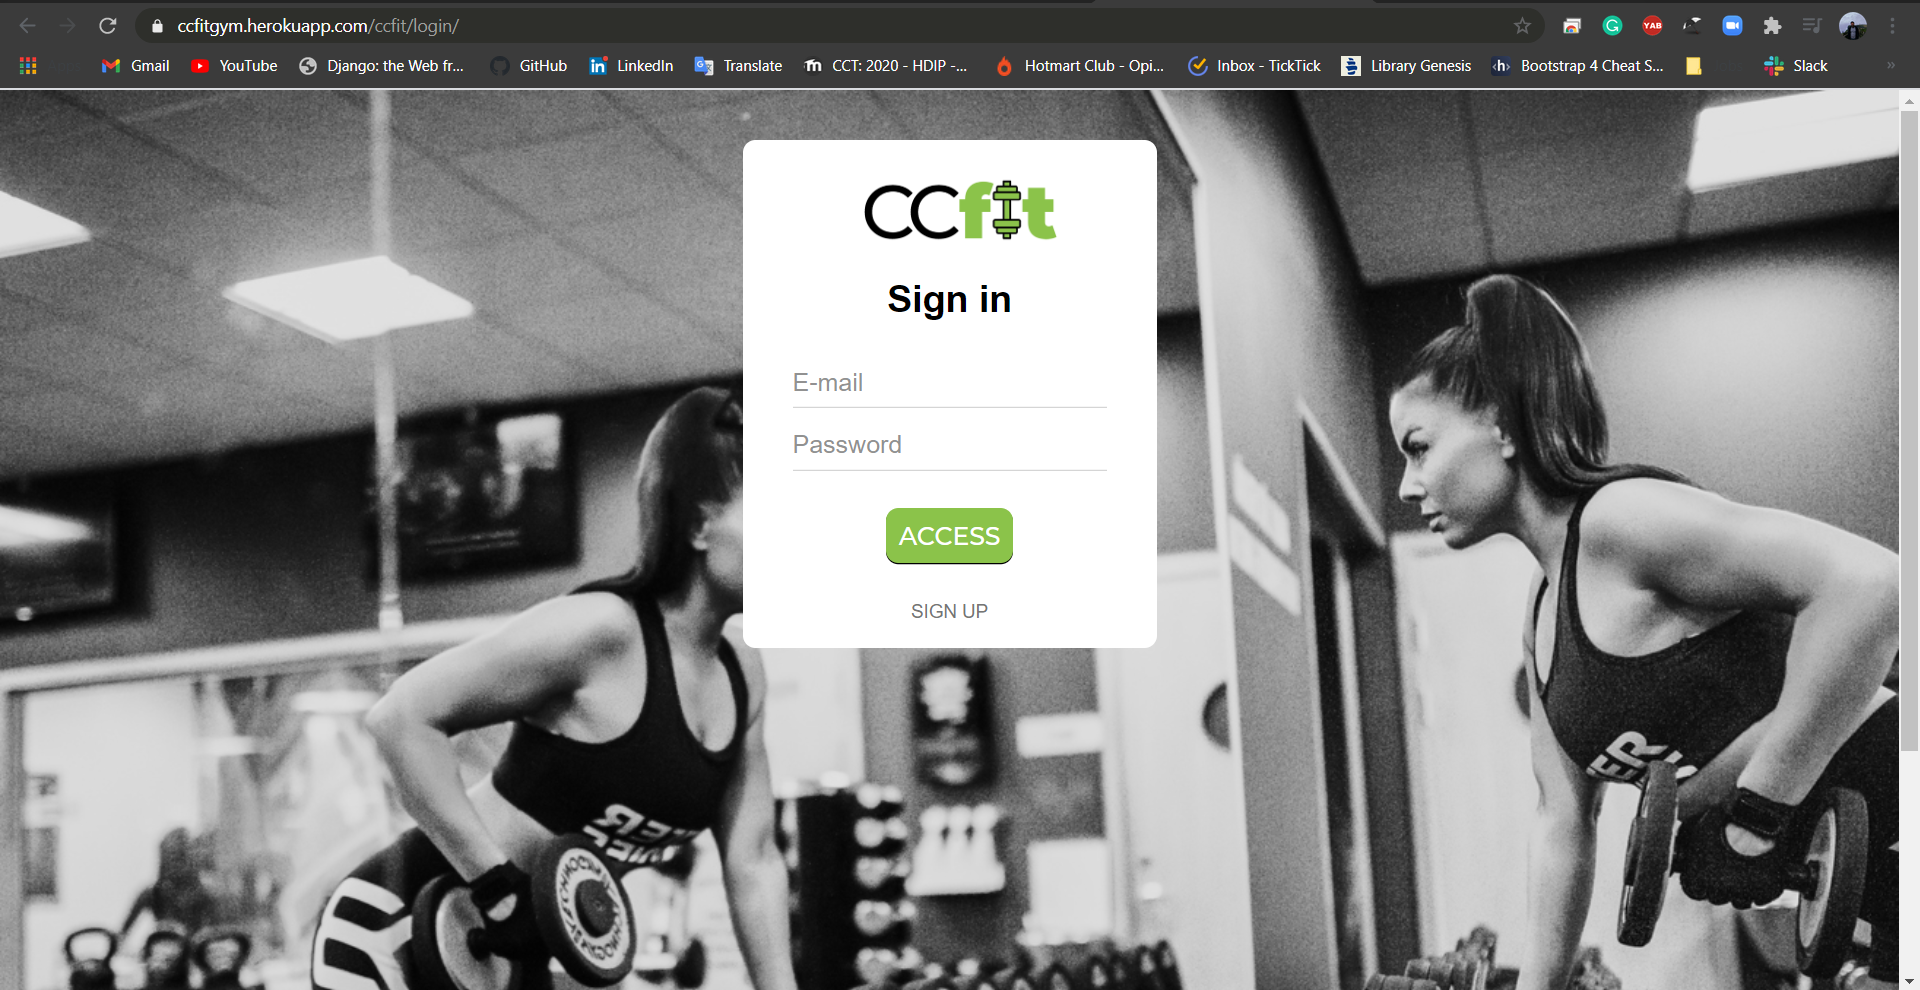 ccfitgym.herokuapp.com/ccfit/login/
YAB
Gmail
YouTube
Django: the Web fr...
GitHub
LinkedIn
Translate
CCT: 2020 - HDIP -...
Hotmart Club - Opi...
Inbox - TickTick
Library Genesis
Bootstrap 4 Cheat S...
Slack
»
CCfit
Sign in
E-mail
Password
ACCESS
SIGN UP